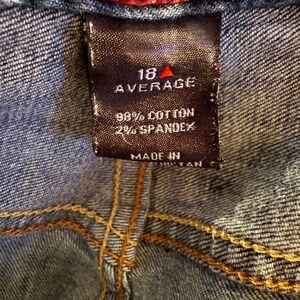 18
AVERAGE
98% COTTON
2% SPANDEX
MADE IN